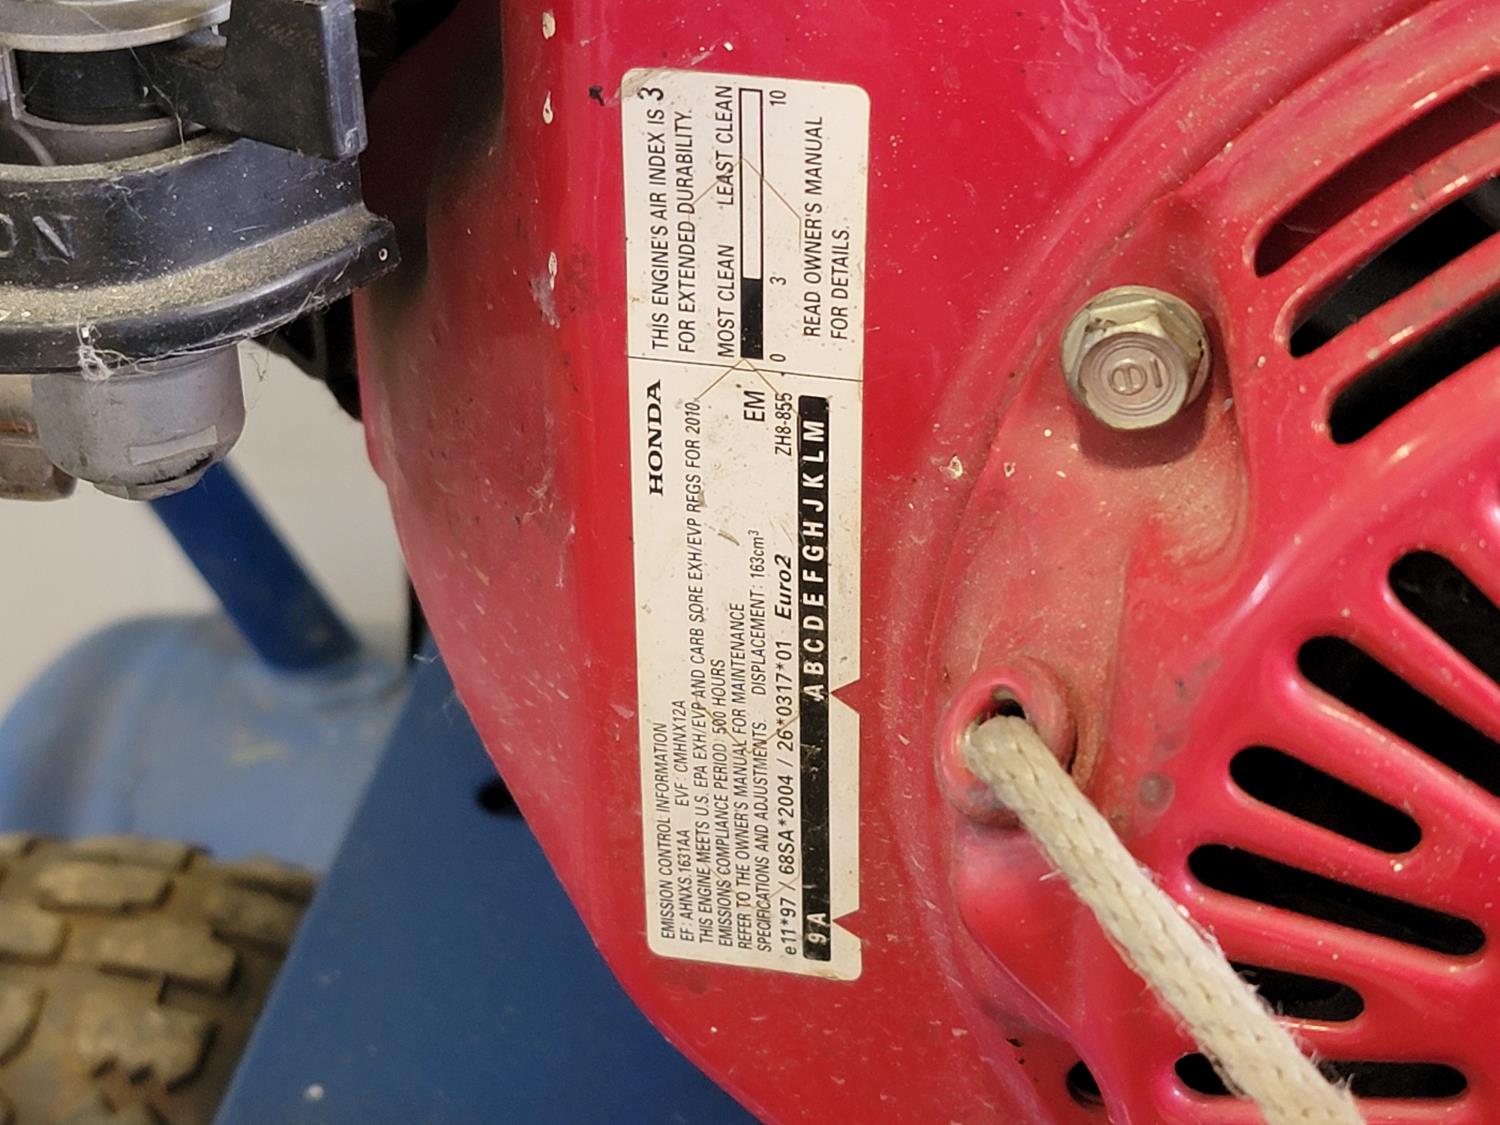 THIS ENGINE'S AIR INDEX IS 3
FOR EXTENDED DURABILITY.
MOST CLEAN LEAST CLEAN
0 3 10
READ OWNER'S MANUAL
FOR DETAILS.
HONDA
EMISSION CONTROL INFORMATION
EF: AHNXS.1631AA EVF: CMHNX12A
THIS ENGINE MEETS U.S. EPA EXH/EVP AND CARB SORE EXH/EVP REGS FOR 2010.
EMISSIONS COMPLIANCE PERIOD: 500 HOURS
REFER TO THE OWNER'S MANUAL FOR MAINTENANCE
SPECIFICATIONS AND ADJUSTMENTS. DISPLACEMENT: 163cm³
EM
e11*97 / 68SA*2004 / 26*0317*01 Euro2 ZH8-855
9 A A B C D E F G H J K L M
ON